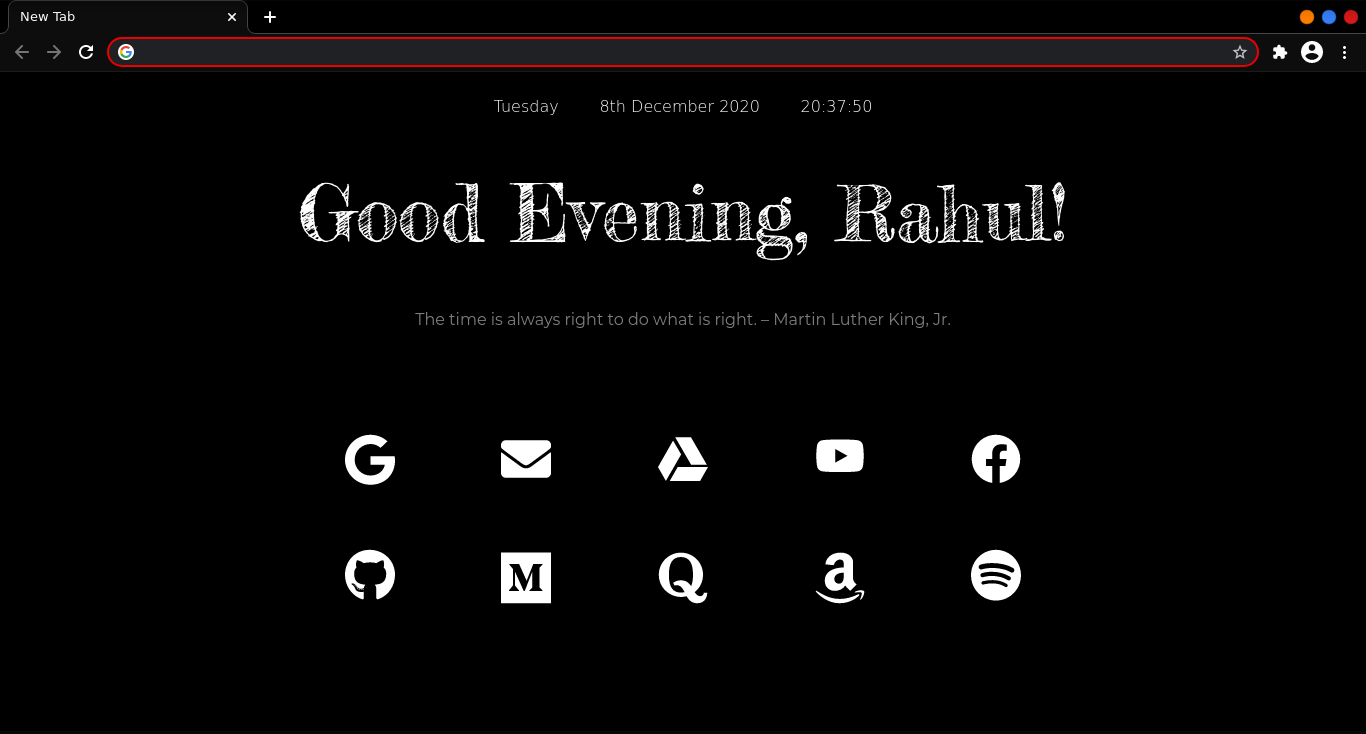 New Tab
Tuesday 8th December 2020 20:37:50
Good Evening, Rahul!
The time is always right to do what is right. – Martin Luther King, Jr.